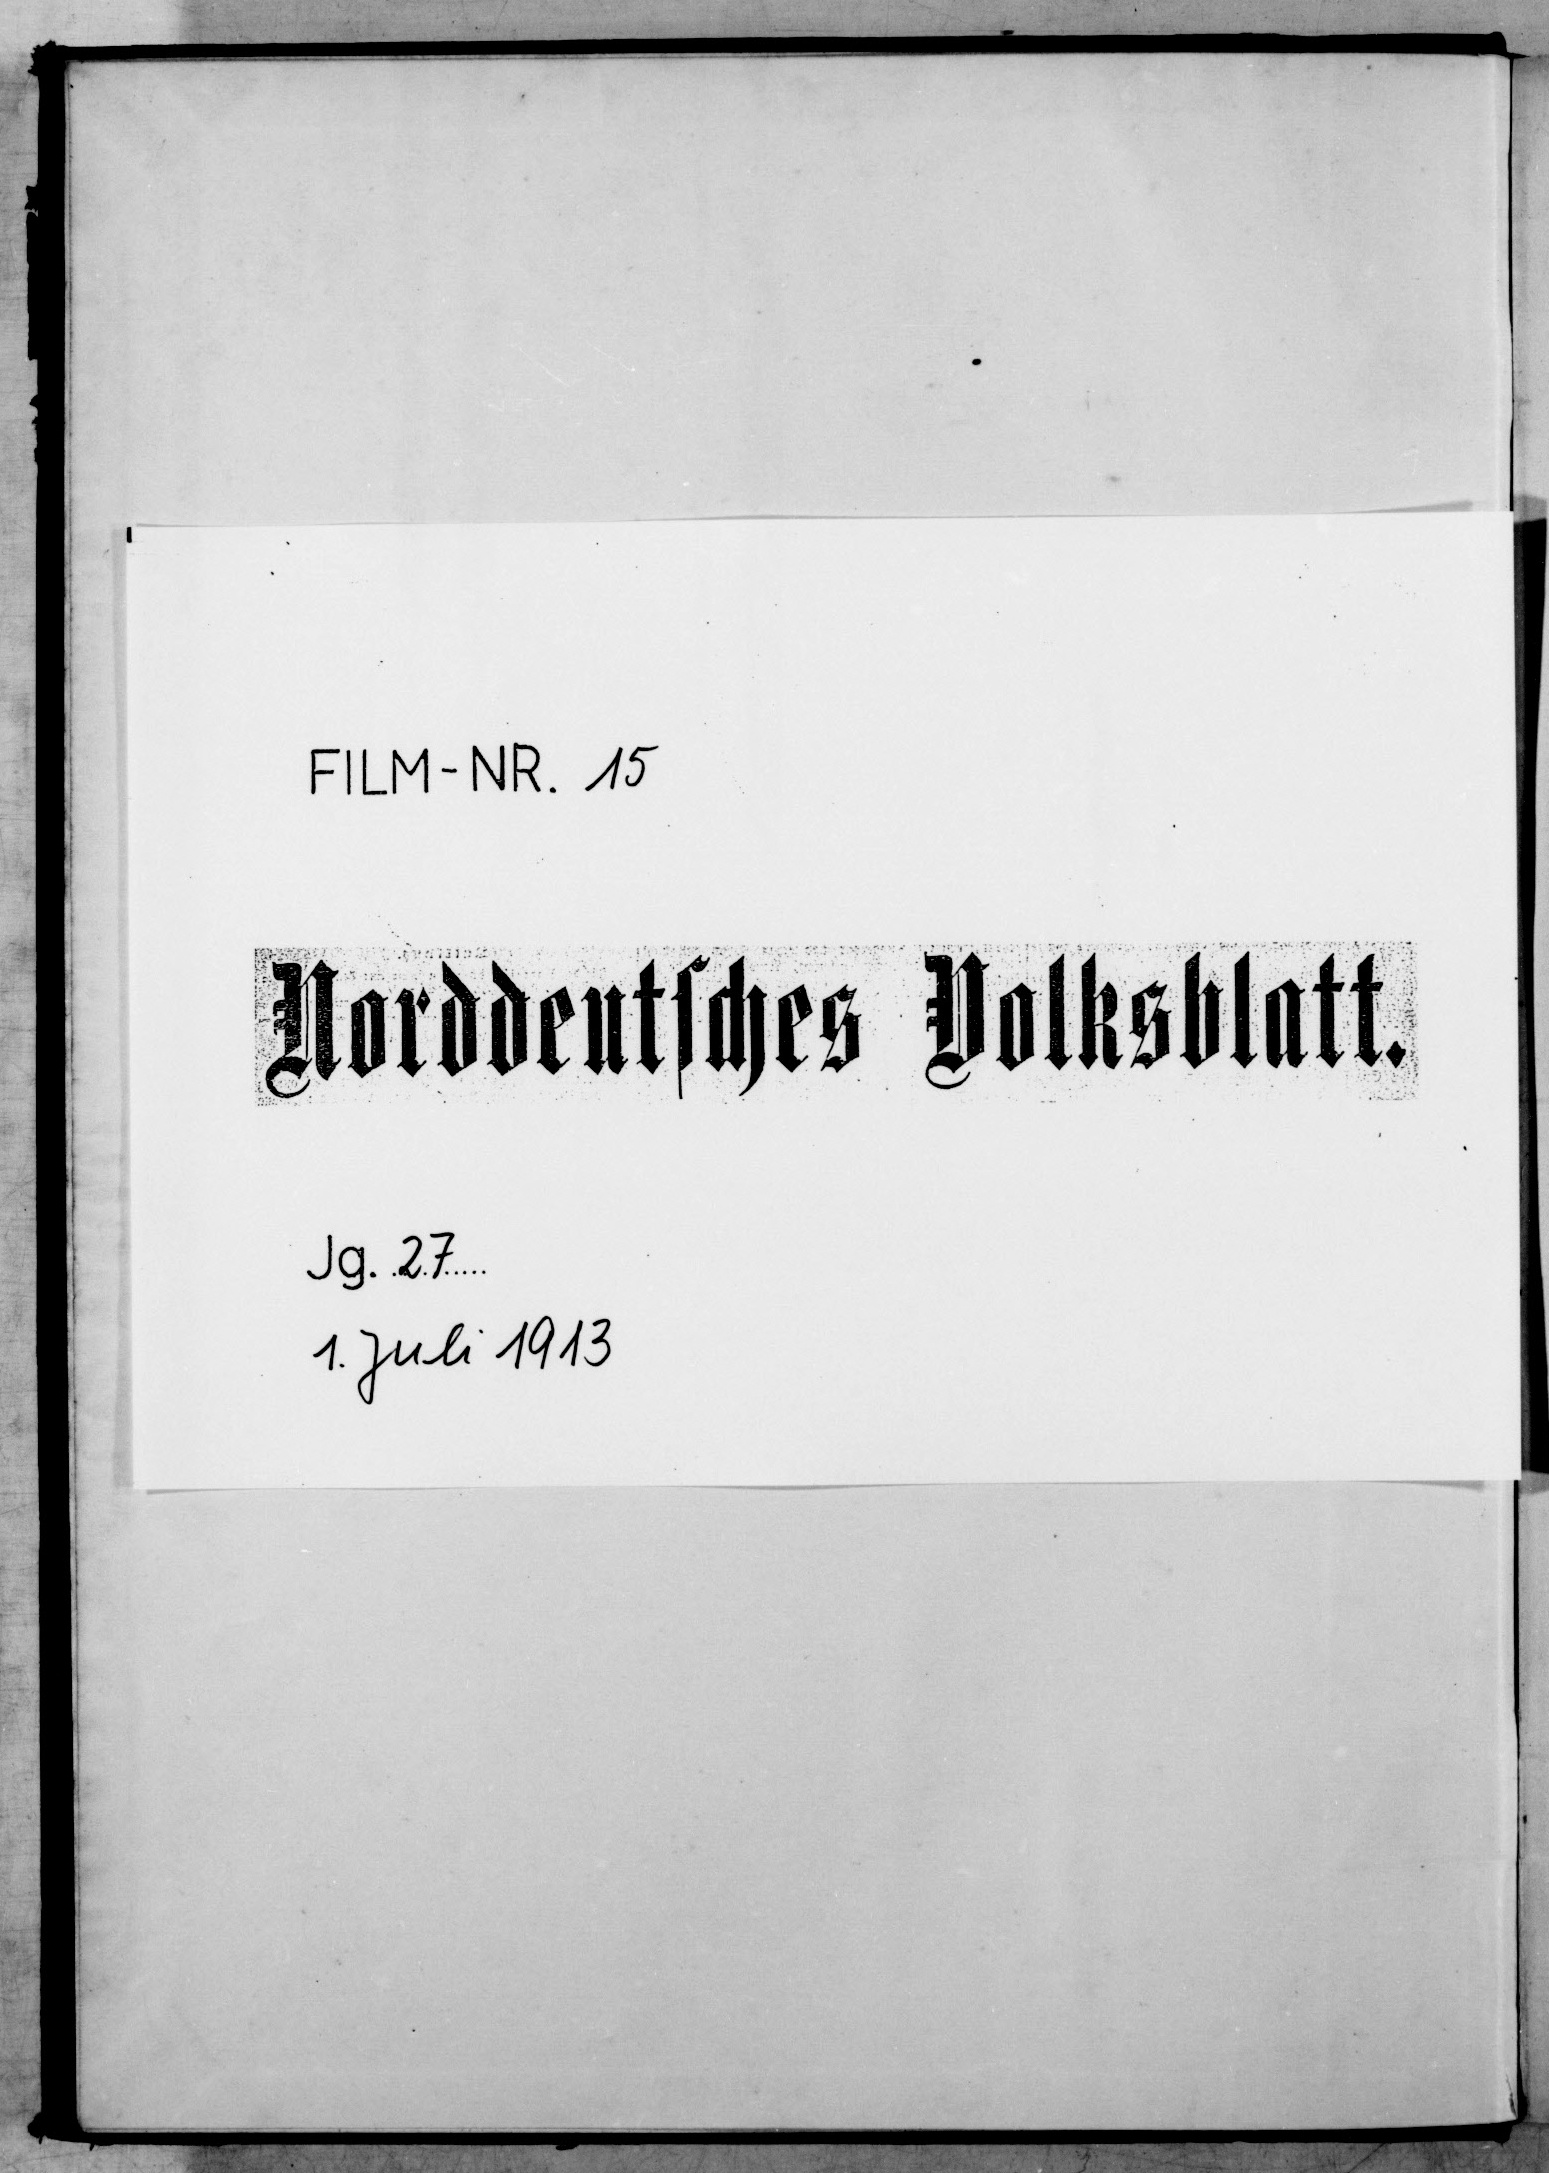 FILM-NR. 15
Norddeutſches Volksblatt.
Jg. 27.....
1. Juli 1913